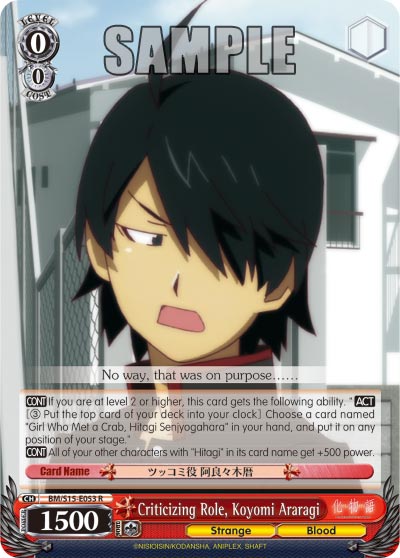 LEVEL
0
0
COST
SAMPLE
No way, that was on purpose……
CONT If you are at level 2 or higher, this card gets the following ability. " ACT
[③ Put the top card of your deck into your clock] Choose a card named
"Girl Who Met a Crab, Hitagi Senjyogahara" in your hand, and put it on any
position of your stage."
CONT All of your other characters with "Hitagi" in its card name get +500 power.
Card Name ツッコミ役 阿良々木暦
CH BM/S15-E053 R
Criticizing Role, Koyomi Araragi
化物語
POWER
1500
Strange
Blood
©NISIOISIN/KODANSHA, ANIPLEX, SHAFT